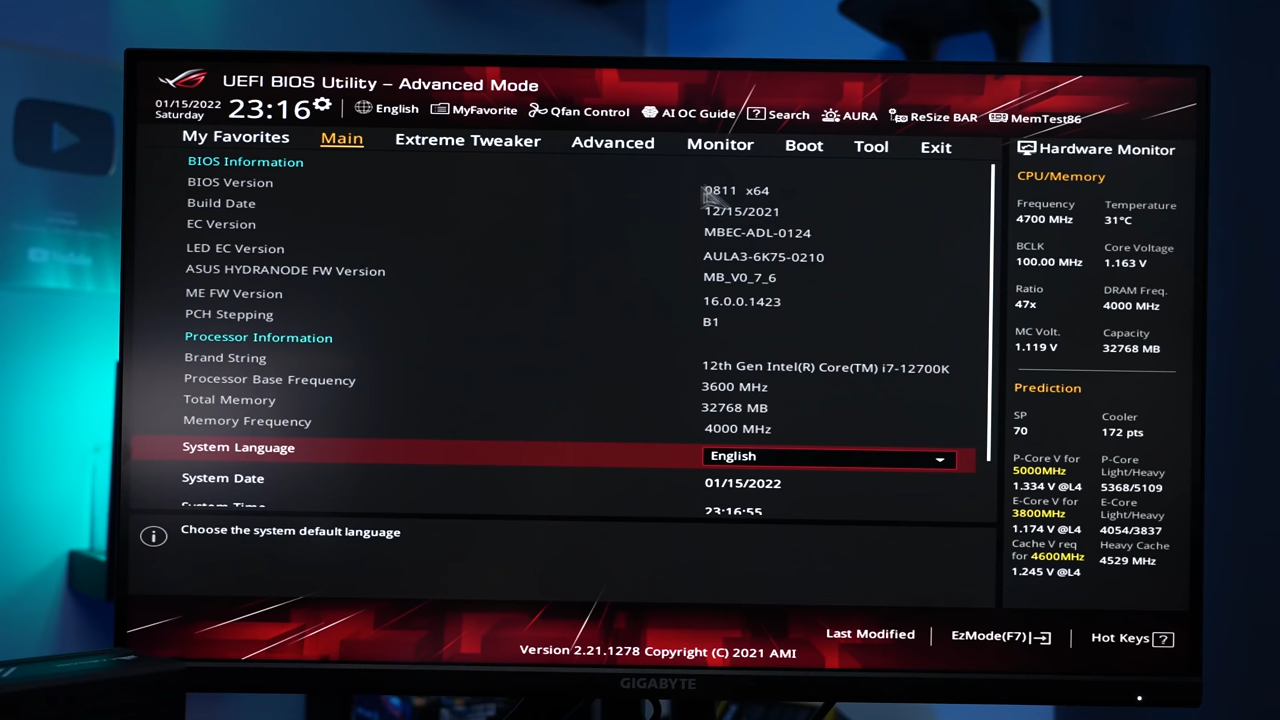 UEFI BIOS Utility – Advanced Mode
01/15/2022 Saturday 23:16 English MyFavorite Qfan Control AI OC Guide Search AURA ReSize BAR MemTest86
My Favorites Main Extreme Tweaker Advanced Monitor Boot Tool Exit
BIOS Information
BIOS Version 0811 x64
Build Date 12/15/2021
EC Version MBEC-ADL-0124
LED EC Version AULA3-6K75-0210
ASUS HYDRANODE FW Version MB_V0_7_6
ME FW Version 16.0.0.1423
PCH Stepping B1
Processor Information
Brand String 12th Gen Intel(R) Core(TM) i7-12700K
Processor Base Frequency 3600 MHz
Total Memory 32768 MB
Memory Frequency 4000 MHz
System Language English
System Date 01/15/2022
System Time 23:16:55
Choose the system default language
Hardware Monitor
CPU/Memory
Frequency Temperature
4700 MHz 31°C
BCLK Core Voltage
100.00 MHz 1.163 V
Ratio DRAM Freq.
47x 4000 MHz
MC Volt. Capacity
1.119 V 32768 MB
Prediction
SP Cooler
70 172 pts
P-Core V for P-Core
5000MHz Light/Heavy
1.334 V @L4 5368/5109
E-Core V for E-Core
3800MHz Light/Heavy
1.174 V @L4 4054/3837
Cache V req Heavy Cache
for 4600MHz 4529 MHz
1.245 V @L4
Last Modified EzMode(F7) Hot Keys ?
Version 2.21.1278 Copyright (C) 2021 AMI
GIGABYTE